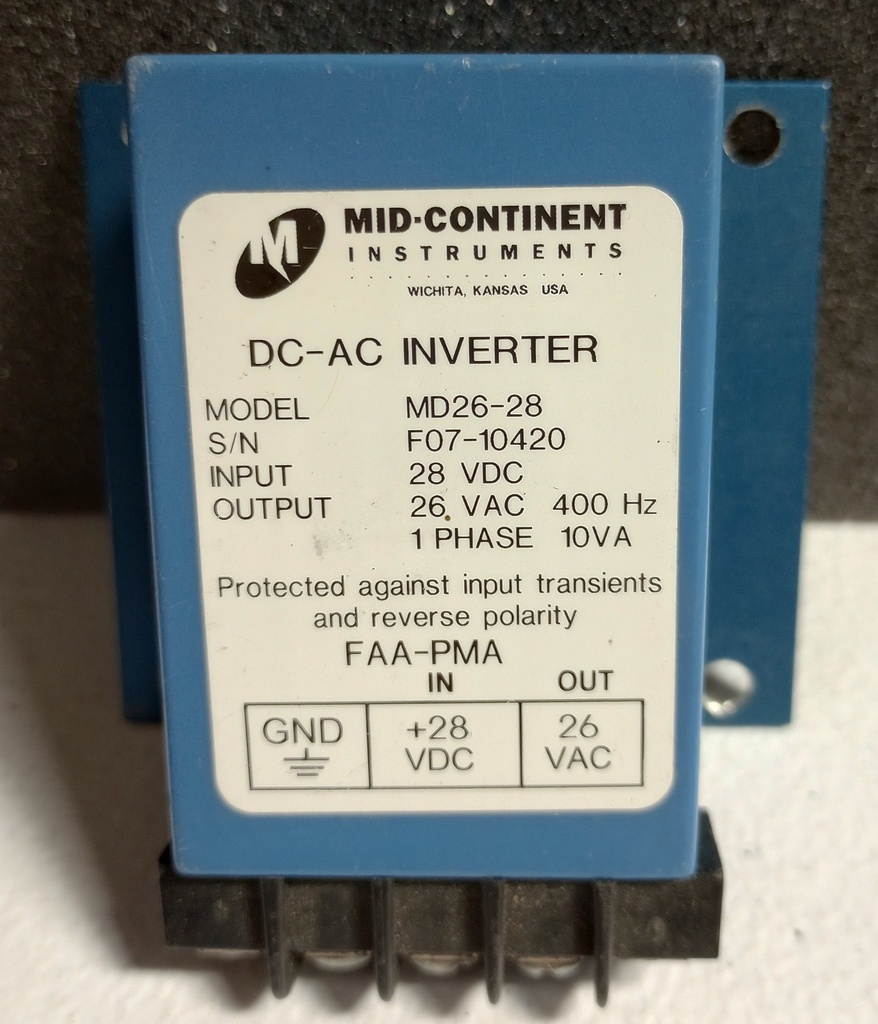 M
MID-CONTINENT
INSTRUMENTS
WICHITA, KANSAS USA
DC-AC INVERTER
MODEL MD26-28
S/N F07-10420
INPUT 28 VDC
OUTPUT 26 VAC 400 Hz
1 PHASE 10VA
Protected against input transients
and reverse polarity
FAA-PMA
IN OUT
GND +28 26
VDC VAC